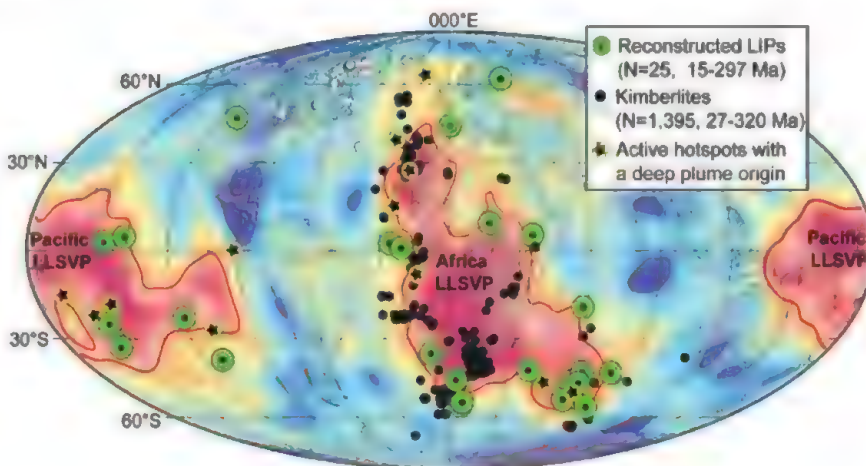 000°E
60°N
30°N
0°
30°S
60°S
Reconstructed LIPs
(N=25, 15-297 Ma)
Kimberlites
(N=1,395, 27-320 Ma)
Active hotspots with
a deep plume origin
Pacific
LLSVP
Africa
LLSVP
Pacific
LLSVP